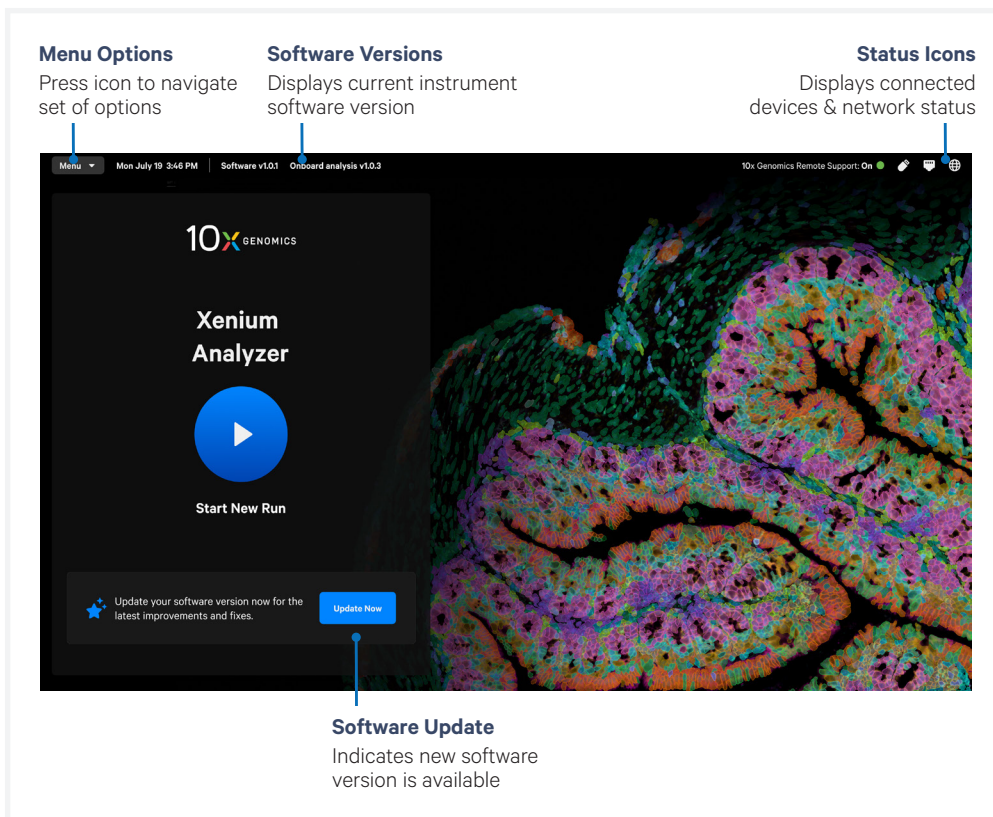 Menu Options
Press icon to navigate
set of options
Software Versions
Displays current instrument
software version
Status Icons
Displays connected
devices & network status
Menu
Mon July 19 3:46 PM
Software v1.0.1
Onboard analysis v1.0.3
10x Genomics Remote Support: On
10X GENOMICS
Xenium
Analyzer
Start New Run
Update your software version now for the
latest improvements and fixes.
Update Now
Software Update
Indicates new software
version is available